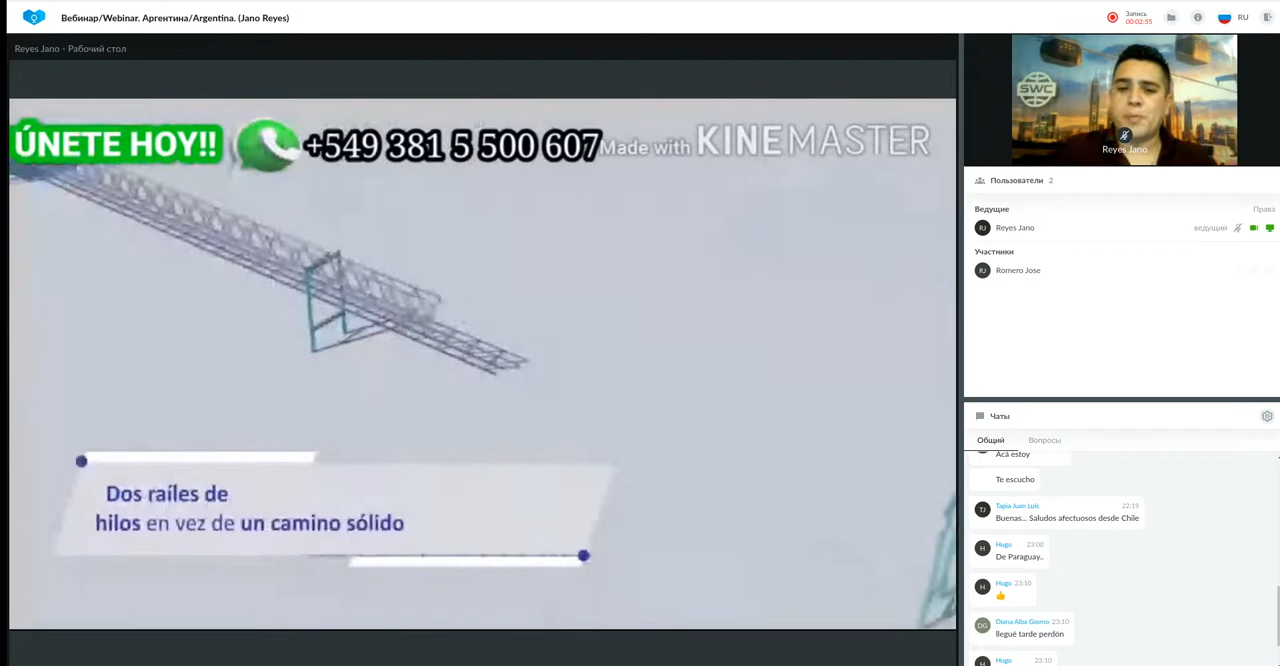 Вебинар/Webinar. Аргентина/Argentina. (Jano Reyes)
Запись
00:02:55
RU
Reyes Jano - Рабочий стол
ÚNETE HOY!!
+549 381 5 500 607
Made with KINEMASTER
Dos raíles de
hilos en vez de un camino sólido
SWC
Reyes Jano
Пользователи 2
Ведущие
Права
RJ
Reyes Jano
ведущий
Участники
RJ
Romero Jose
Чаты
Общий
Вопросы
Acá estoy
Te escucho
TJ
Tapia Juan Luis 22:19
Buenas... Saludos afectuosos desde Chile
H
Hugo 23:00
De Paraguay..
H
Hugo 23:10
👍
DG
Diana Alba Giorno 23:10
llegué tarde perdón
H
Hugo 23:10